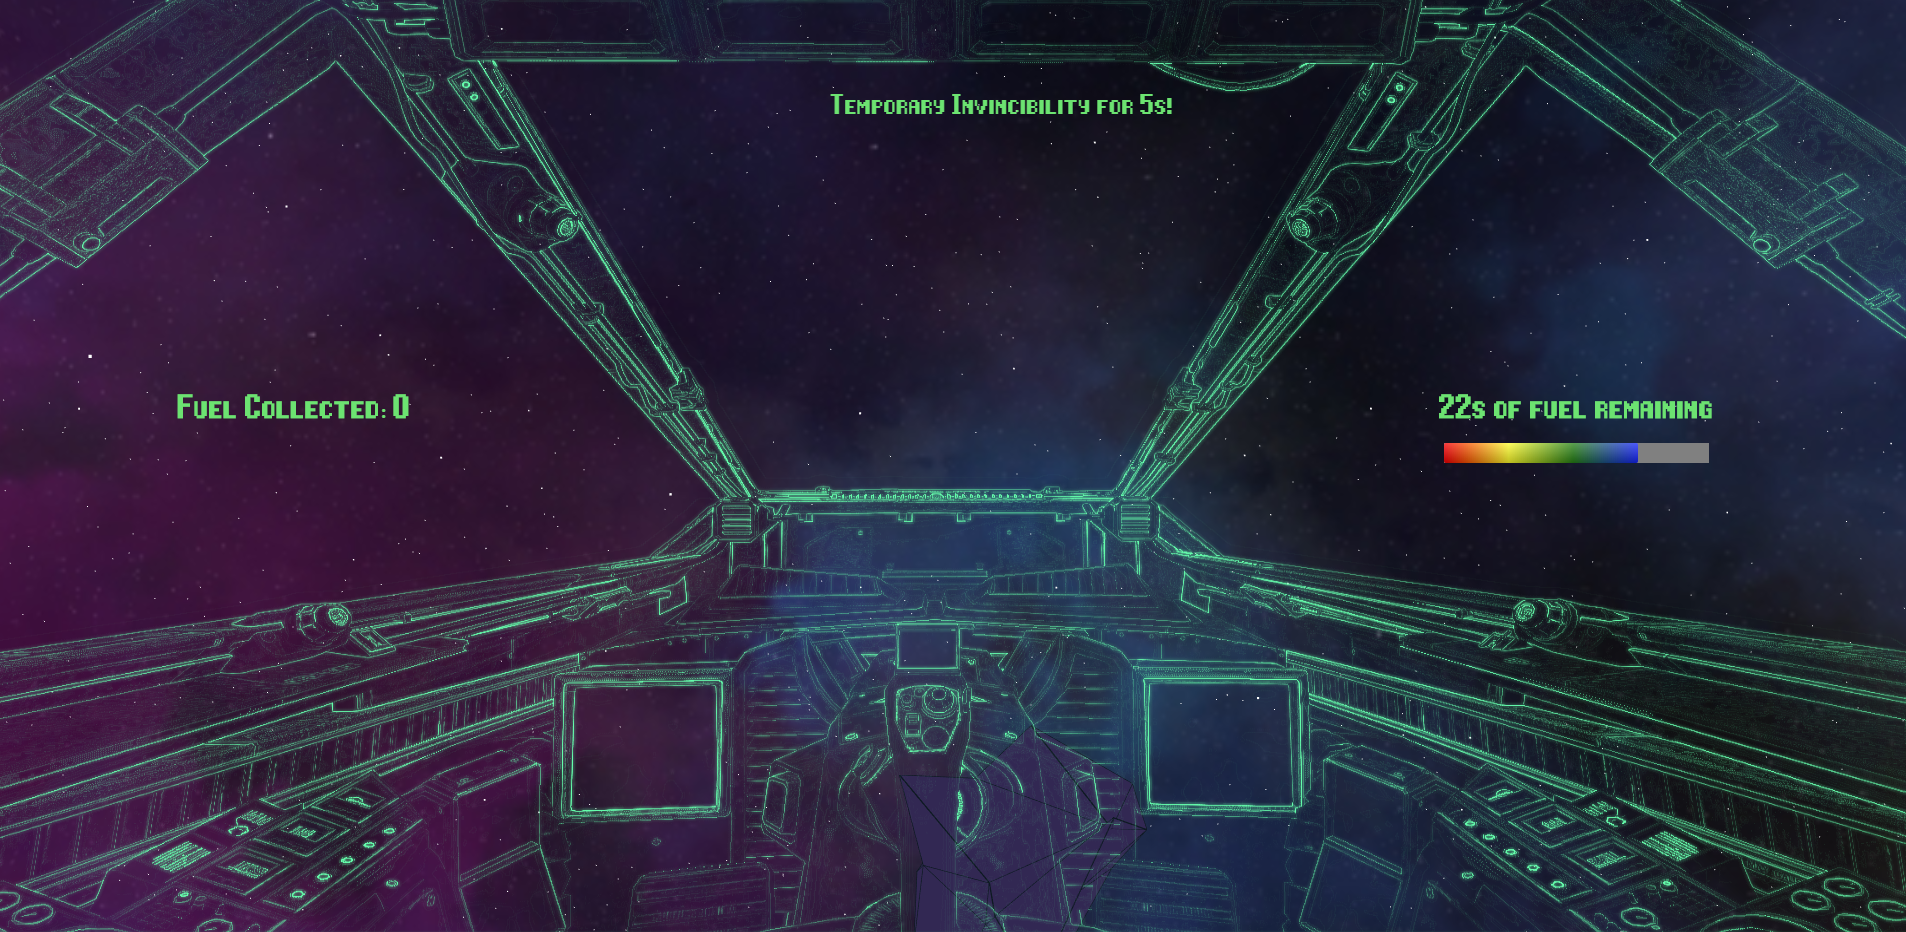 Temporary Invincibility for 5s!
Fuel Collected: 0
22s of fuel remaining